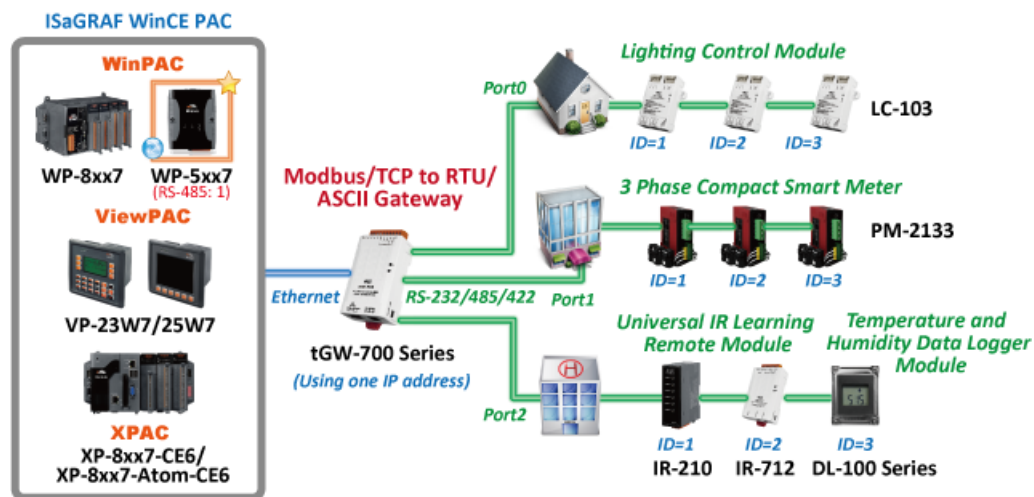 ISaGRAF WinCE PAC
WinPAC
WP-8xx7
WP-5xx7
(RS-485: 1)
ViewPAC
VP-23W7/25W7
XPAC
XP-8xx7-CE6/
XP-8xx7-Atom-CE6
Ethernet
Modbus/TCP to RTU/
ASCII Gateway
tGW-700 Series
(Using one IP address)
RS-232/485/422
Port0
Lighting Control Module
ID=1
ID=2
ID=3
LC-103
Port1
3 Phase Compact Smart Meter
ID=1
ID=2
ID=3
PM-2133
Port2
H
Universal IR Learning
Remote Module
Temperature and
Humidity Data Logger
Module
515
ID=1
ID=2
ID=3
IR-210
IR-712
DL-100 Series